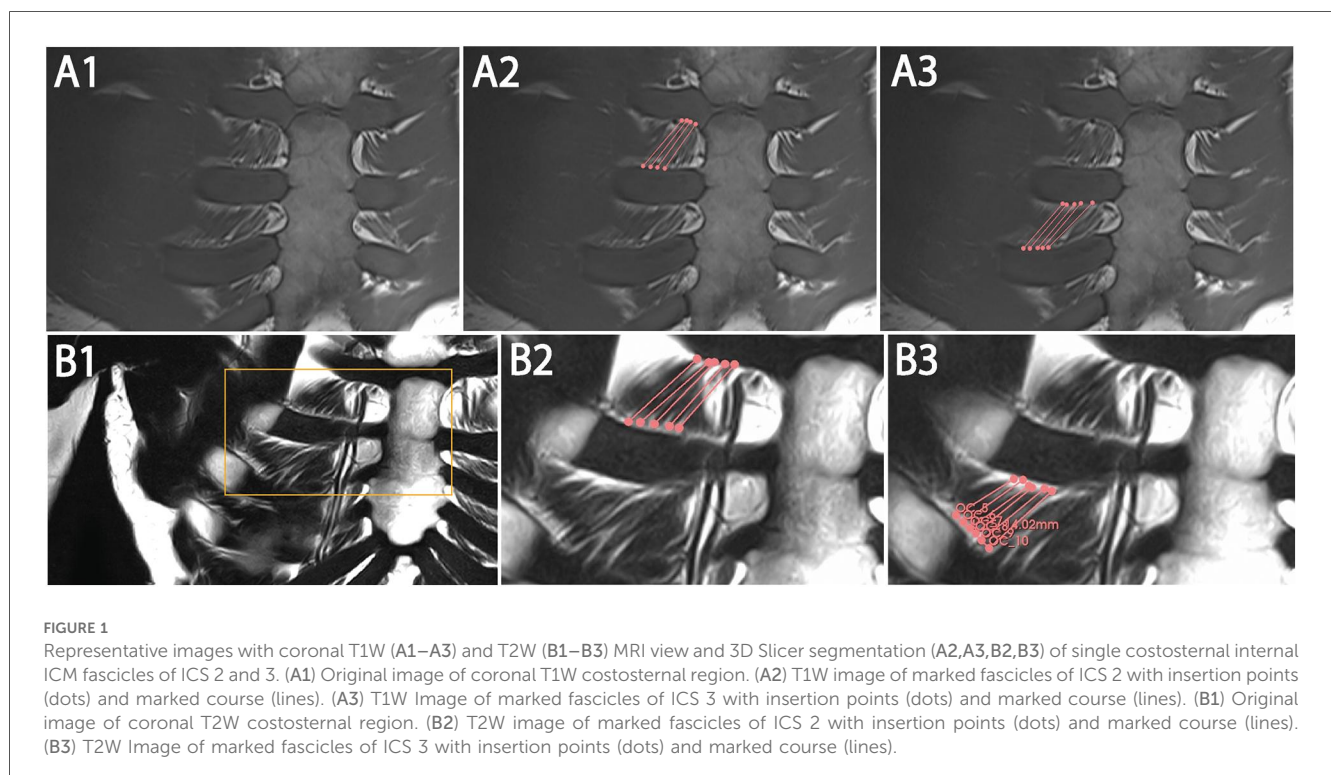 A1
A2
A3
B1
B2
B3
OC_5
14.02mm
OC_10
FIGURE 1
Representative images with coronal T1W (A1–A3) and T2W (B1–B3) MRI view and 3D Slicer segmentation (A2,A3,B2,B3) of single costosternal internal
ICM fascicles of ICS 2 and 3. (A1) Original image of coronal T1W costosternal region. (A2) T1W image of marked fascicles of ICS 2 with insertion points
(dots) and marked course (lines). (A3) T1W Image of marked fascicles of ICS 3 with insertion points (dots) and marked course (lines). (B1) Original
image of coronal T2W costosternal region. (B2) T2W image of marked fascicles of ICS 2 with insertion points (dots) and marked course (lines).
(B3) T2W Image of marked fascicles of ICS 3 with insertion points (dots) and marked course (lines).